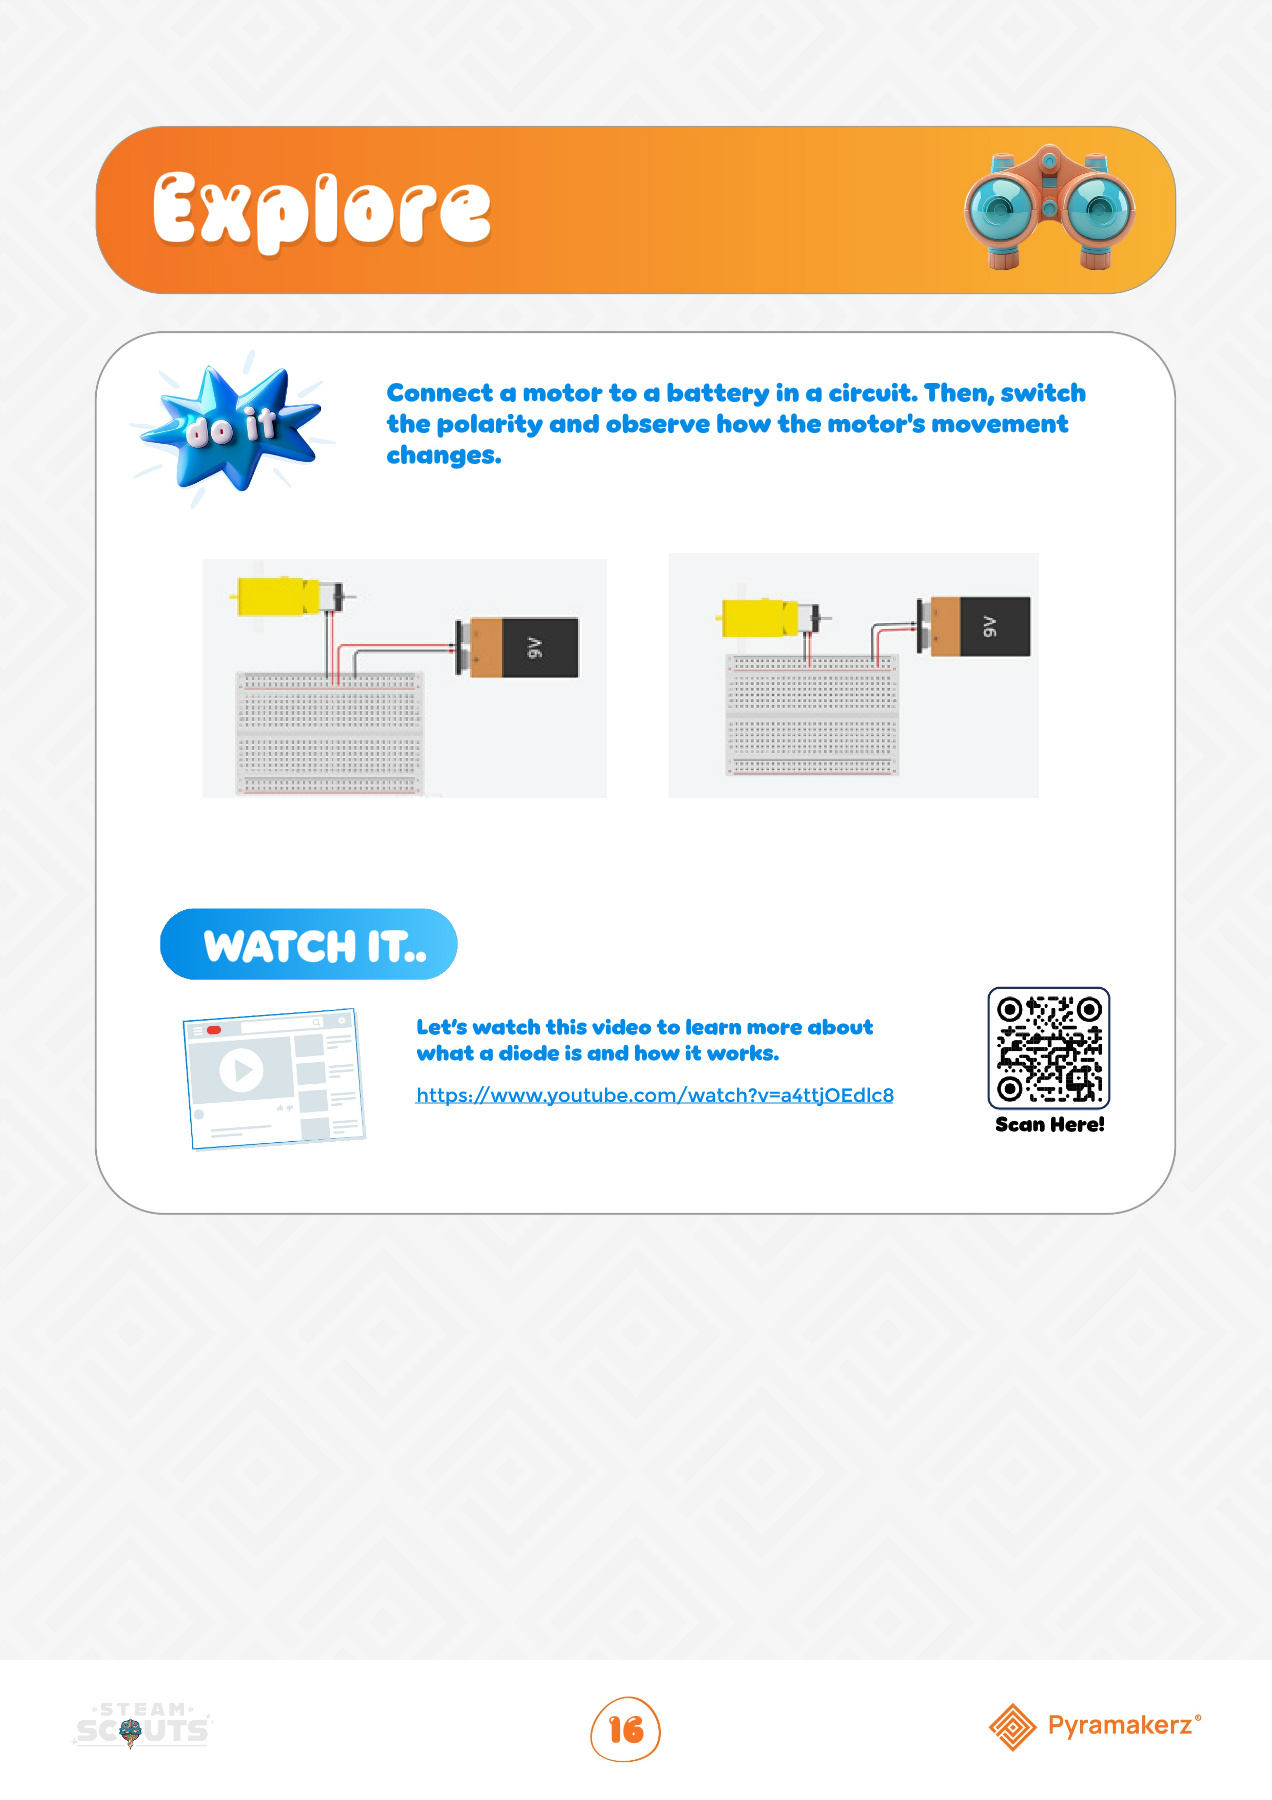 Explore
do it
Connect a motor to a battery in a circuit. Then, switch
the polarity and observe how the motor's movement
changes.
9V
9V
WATCH IT..
Let's watch this video to learn more about
what a diode is and how it works.
https://www.youtube.com/watch?v=a4ttjOEdlc8
Scan Here!
STEAM
SCOUTS
16
Pyramakerz®